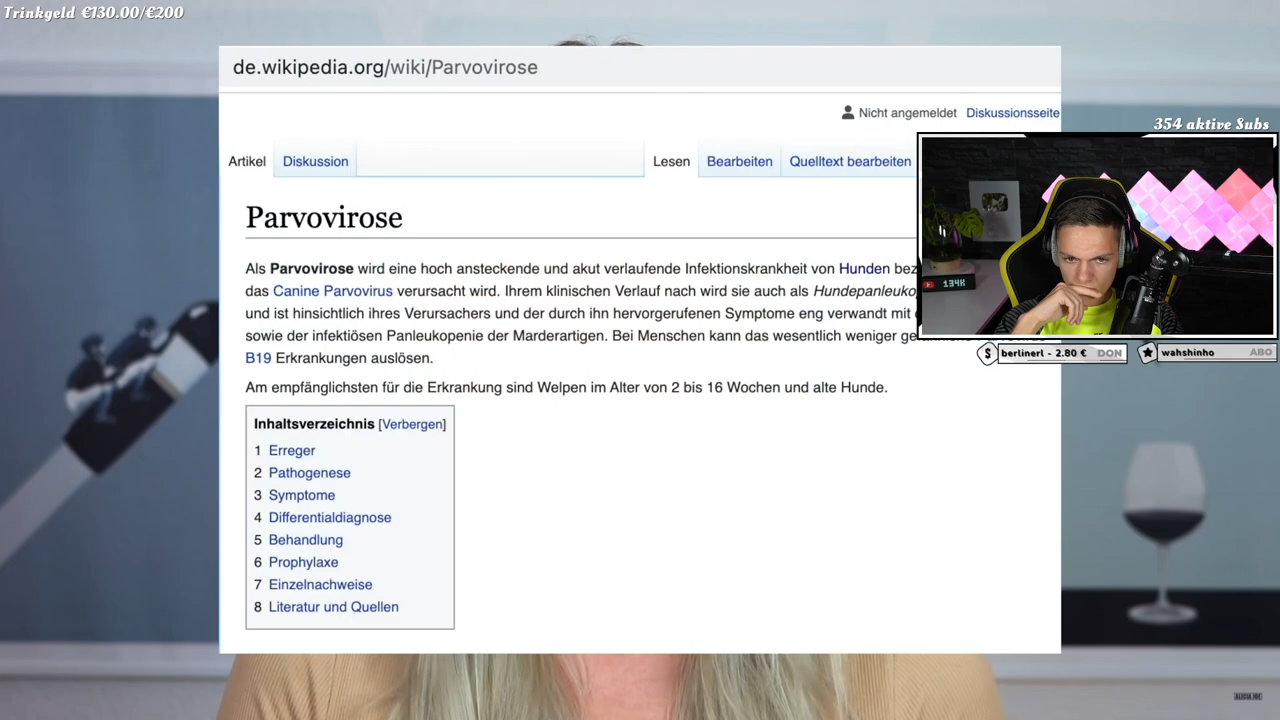 Trinkgeld €130.00/€200
de.wikipedia.org/wiki/Parvovirose
Nicht angemeldet Diskussionsseite
354 aktive Subs
Artikel Diskussion Lesen Bearbeiten Quelltext bearbeiten
Parvovirose
Als Parvovirose wird eine hoch ansteckende und akut verlaufende Infektionskrankheit von Hunden bez
das Canine Parvovirus verursacht wird. Ihrem klinischen Verlauf nach wird sie auch als Hundepanleuko
und ist hinsichtlich ihres Verursachers und der durch ihn hervorgerufenen Symptome eng verwandt mit
sowie der infektiösen Panleukopenie der Marderartigen. Bei Menschen kann das wesentlich weniger
B19 Erkrankungen auslösen.
134K
berlinerl - 2.80 € DON
wahshinho ABO
Am empfänglichsten für die Erkrankung sind Welpen im Alter von 2 bis 16 Wochen und alte Hunde.
Inhaltsverzeichnis [Verbergen]
1 Erreger
2 Pathogenese
3 Symptome
4 Differentialdiagnose
5 Behandlung
6 Prophylaxe
7 Einzelnachweise
8 Literatur und Quellen